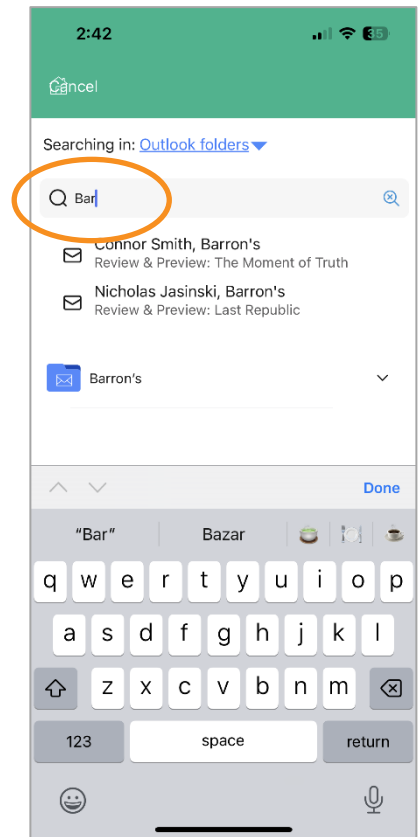 2:42
35
Cancel
Searching in: Outlook folders
Bar
Connor Smith, Barron's
Review & Preview: The Moment of Truth
Nicholas Jasinski, Barron's
Review & Preview: Last Republic
Barron's
Done
"Bar" Bazar
q w e r t y u i o p
a s d f g h j k l
z x c v b n m
123 space return